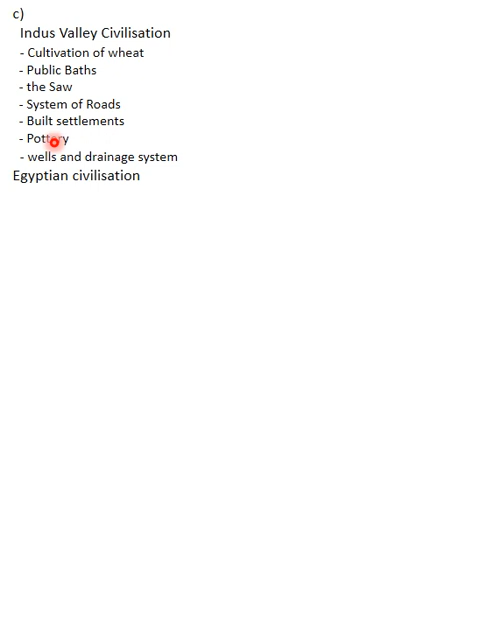 c)
Indus Valley Civilisation
- Cultivation of wheat
- Public Baths
- the Saw
- System of Roads
- Built settlements
- Pottery
- wells and drainage system
Egyptian civilisation